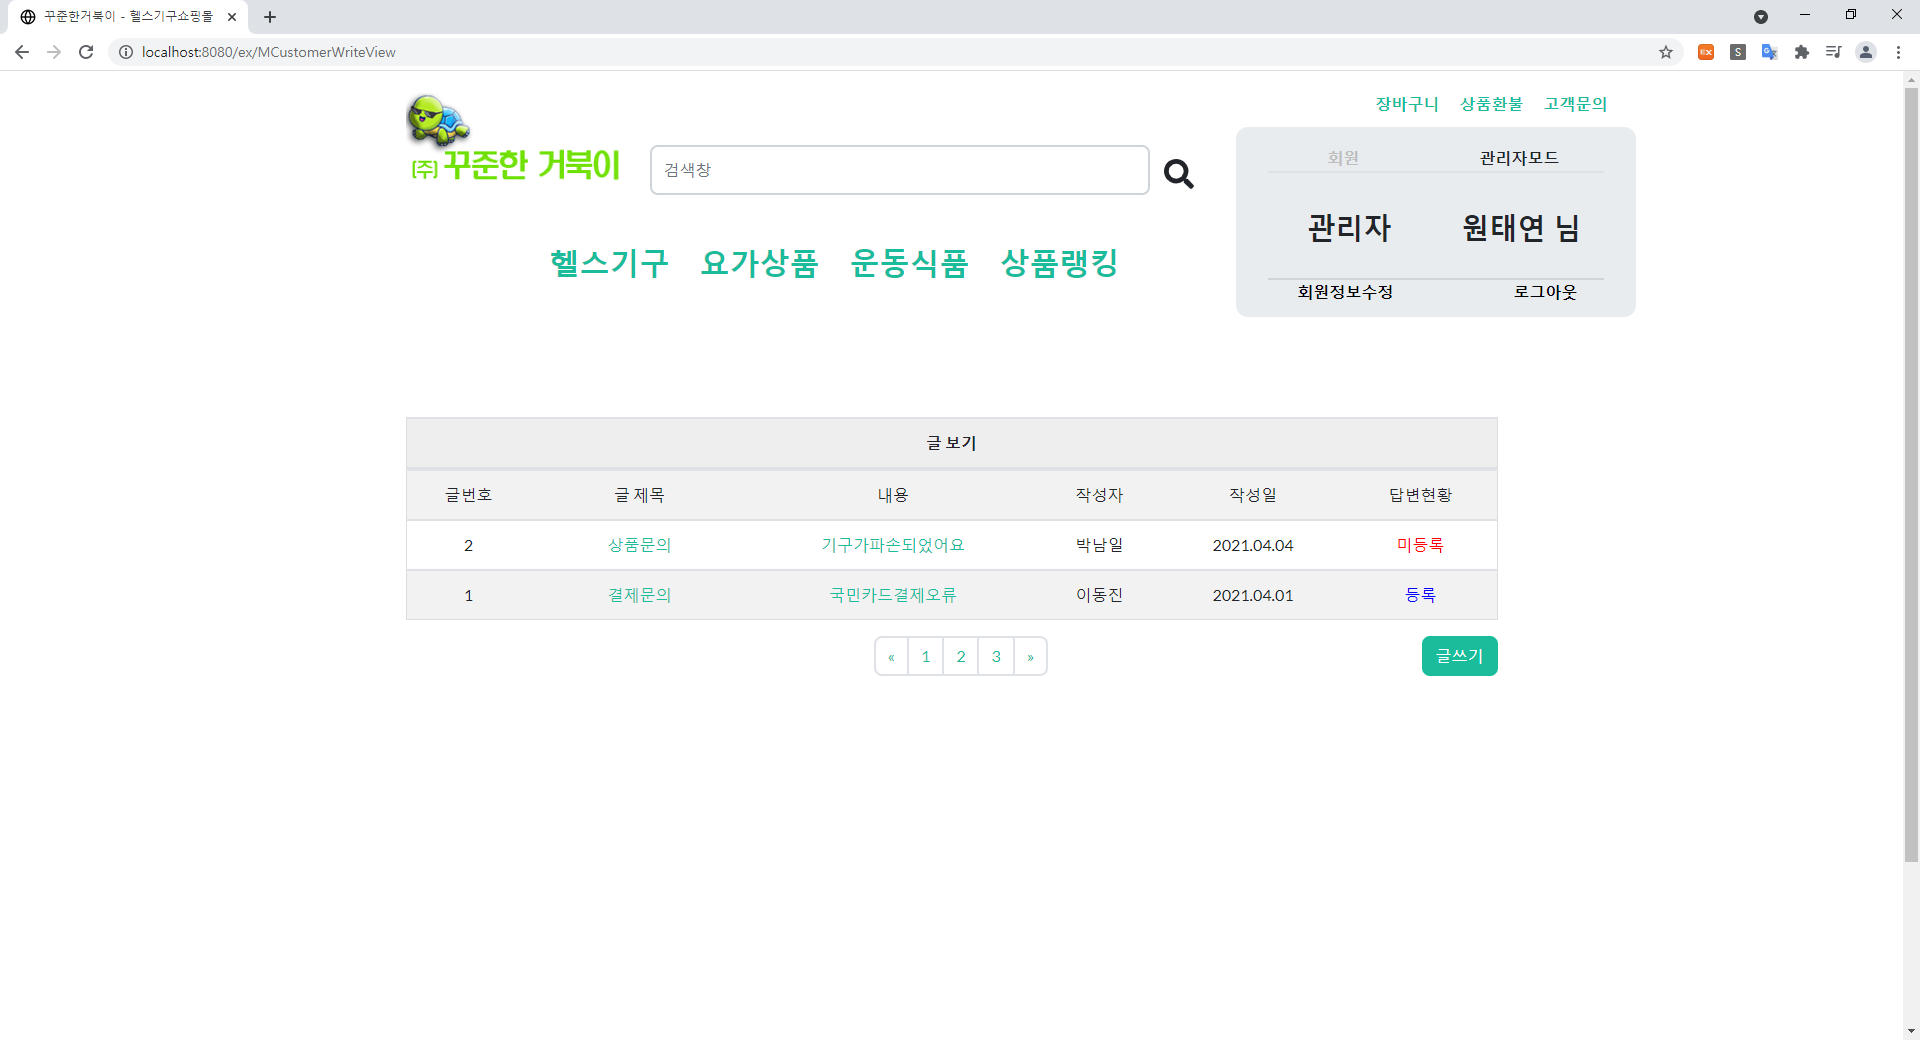 꾸준한거북이 - 헬스기구쇼핑몰
localhost:8080/ex/MCustomerWriteView
장바구니 상품환불 고객문의
(주) 꾸준한 거북이
검색창
회원 관리자모드
관리자 원태연 님
회원정보수정 로그아웃
헬스기구 요가상품 운동식품 상품랭킹
글 보기
글번호 글 제목 내용 작성자 작성일 답변현황
2 상품문의 기구가파손되었어요 박남일 2021.04.04 미등록
1 결제문의 국민카드결제오류 이동진 2021.04.01 등록
« 1 2 3 »
글쓰기